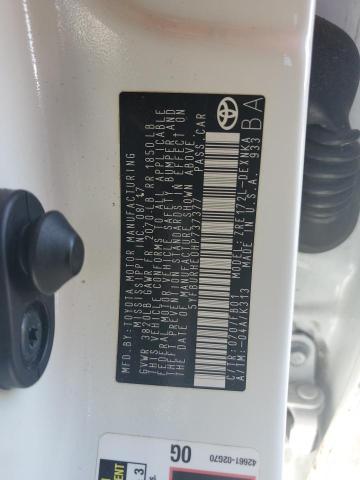 MFD. BY: TOYOTA MOTOR MANUFACTURING
MISSISSIPPI, INC.
GVWR 3820LB GAWR FR 2070LB RR 1850LB
THIS VEHICLE CONFORMS TO ALL APPLICABLE
FEDERAL MOTOR VEHICLE SAFETY, BUMPER AND
THEFT PREVENTION STANDARDS IN EFFECT ON
THE DATE OF MANUFACTURE SHOWN ABOVE.
PASS. CAR
C/TR: 070/FB01
MODEL: ZRE172L-DEXNKA
A/TM: -04A/K313
MADE IN U.S.A. 933
BA
42661-02G70
OG